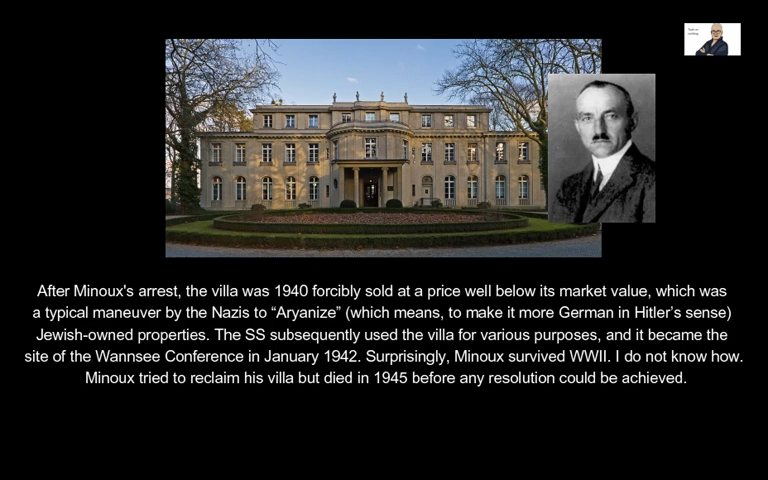 After Minoux's arrest, the villa was 1940 forcibly sold at a price well below its market value, which was
a typical maneuver by the Nazis to “Aryanize” (which means, to make it more German in Hitler’s sense)
Jewish-owned properties. The SS subsequently used the villa for various purposes, and it became the
site of the Wannsee Conference in January 1942. Surprisingly, Minoux survived WWII. I do not know how.
Minoux tried to reclaim his villa but died in 1945 before any resolution could be achieved.